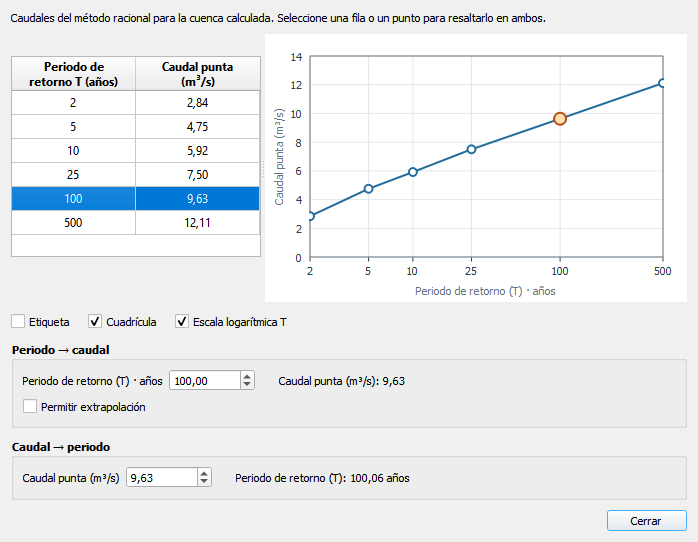 Caudales del método racional para la cuenca calculada. Seleccione una fila o un punto para resaltarlo en ambos.
Periodo de retorno T (años) Caudal punta (m³/s)
2 2,84
5 4,75
10 5,92
25 7,50
100 9,63
500 12,11
Caudal punta (m³/s)
14
12
10
8
6
4
2
0
2 5 10 25 100 500
Periodo de retorno (T) · años
Etiqueta Cuadrícula Escala logarítmica T
Periodo → caudal
Periodo de retorno (T) · años 100,00 Caudal punta (m³/s): 9,63
Permitir extrapolación
Caudal → periodo
Caudal punta (m³/s) 9,63 Periodo de retorno (T): 100,06 años
Cerrar